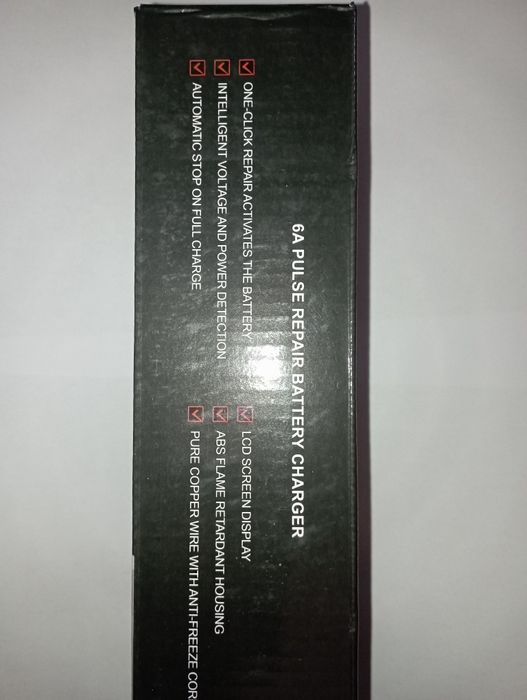 6A PULSE REPAIR BATTERY CHARGER
ONE-CLICK REPAIR ACTIVATES THE BATTERY
INTELLIGENT VOLTAGE AND POWER DETECTION
AUTOMATIC STOP ON FULL CHARGE
LCD SCREEN DISPLAY
ABS FLAME RETARDANT HOUSING
PURE COPPER WIRE WITH ANTI-FREEZE COR